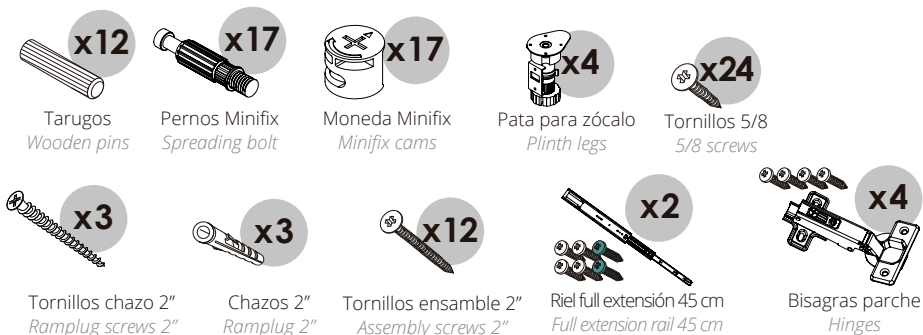 x12
x17
x17
x4
x24
Tarugos
Wooden pins
Pernos Minifix
Spreading bolt
Moneda Minifix
Minifix cams
Pata para zócalo
Plinth legs
Tornillos 5/8
5/8 screws
x3
x3
x12
x2
x4
Tornillos chazo 2”
Ramplug screws 2”
Chazos 2”
Ramplug 2”
Tornillos ensamble 2”
Assembly screws 2”
Riel full extensión 45 cm
Full extension rail 45 cm
Bisagras parche
Hinges